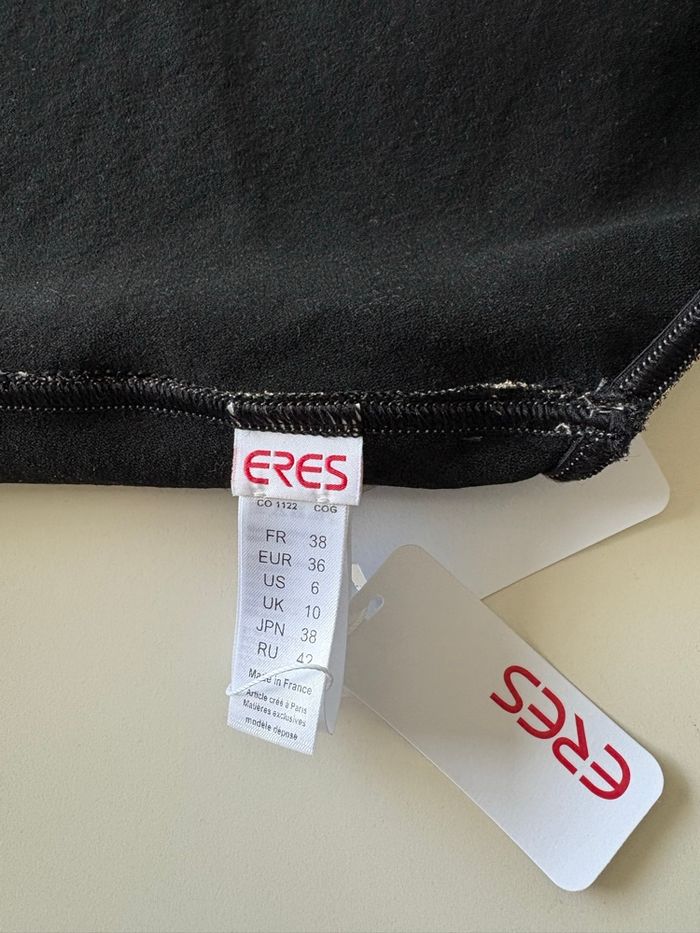 ERES
CO 1122 COG
FR 38
EUR 36
US 6
UK 10
JPN 38
RU 42
Made in France
Article créé à Paris
Matières exclusives
modèle déposé
ERES